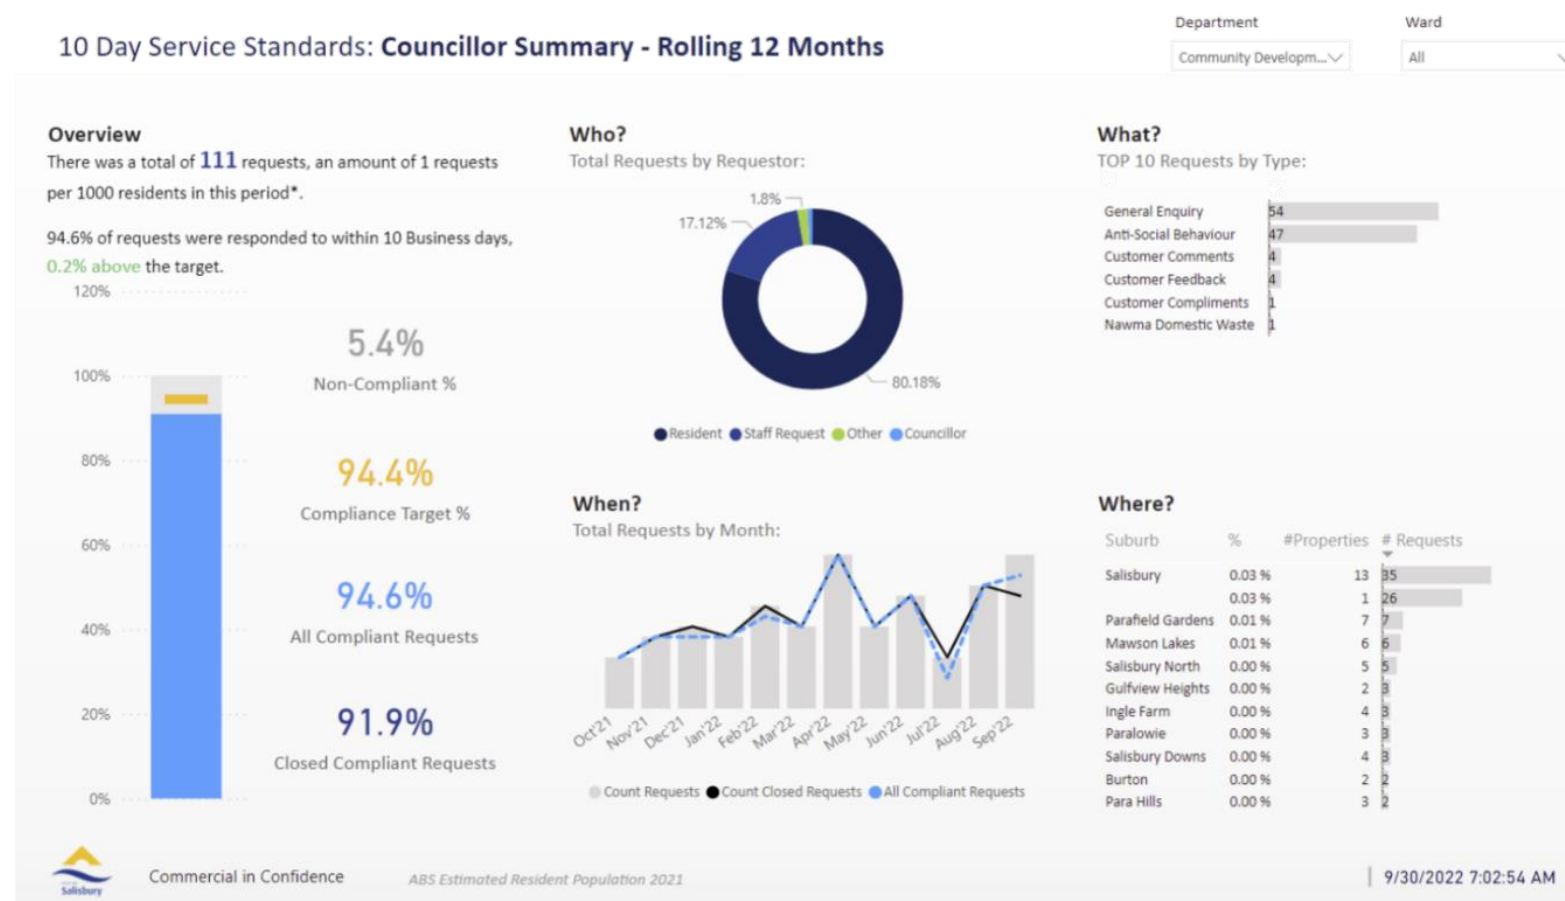 Department
Ward
10 Day Service Standards: Councillor Summary - Rolling 12 Months
Community Developm...
All
Overview
There was a total of 111 requests, an amount of 1 requests
per 1000 residents in this period*.
94.6% of requests were responded to within 10 Business days,
0.2% above the target.
120%
100%
80%
60%
40%
20%
0%
5.4%
Non-Compliant %
94.4%
Compliance Target %
94.6%
All Compliant Requests
91.9%
Closed Compliant Requests
Who?
Total Requests by Requestor:
1.8%
17.12%
80.18%
Resident Staff Request Other Councillor
When?
Total Requests by Month:
Oct'21 Nov'21 Dec'21 Jan'22 Feb'22 Mar'22 Apr'22 May'22 Jun'22 Jul'22 Aug'22 Sep'22
Count Requests Count Closed Requests All Compliant Requests
What?
TOP 10 Requests by Type:
General Enquiry 54
Anti-Social Behaviour 47
Customer Comments 4
Customer Feedback 4
Customer Compliments 1
Nawma Domestic Waste 1
Where?
Suburb % #Properties # Requests
Salisbury 0.03 % 13 35
0.03 % 1 26
Parafield Gardens 0.01 % 7 7
Mawson Lakes 0.01 % 6 6
Salisbury North 0.00 % 5 5
Gulfview Heights 0.00 % 2 3
Ingle Farm 0.00 % 4 3
Paralowie 0.00 % 3 3
Salisbury Downs 0.00 % 4 3
Burton 0.00 % 2 2
Para Hills 0.00 % 3 2
Salisbury
Commercial in Confidence
ABS Estimated Resident Population 2021
9/30/2022 7:02:54 AM